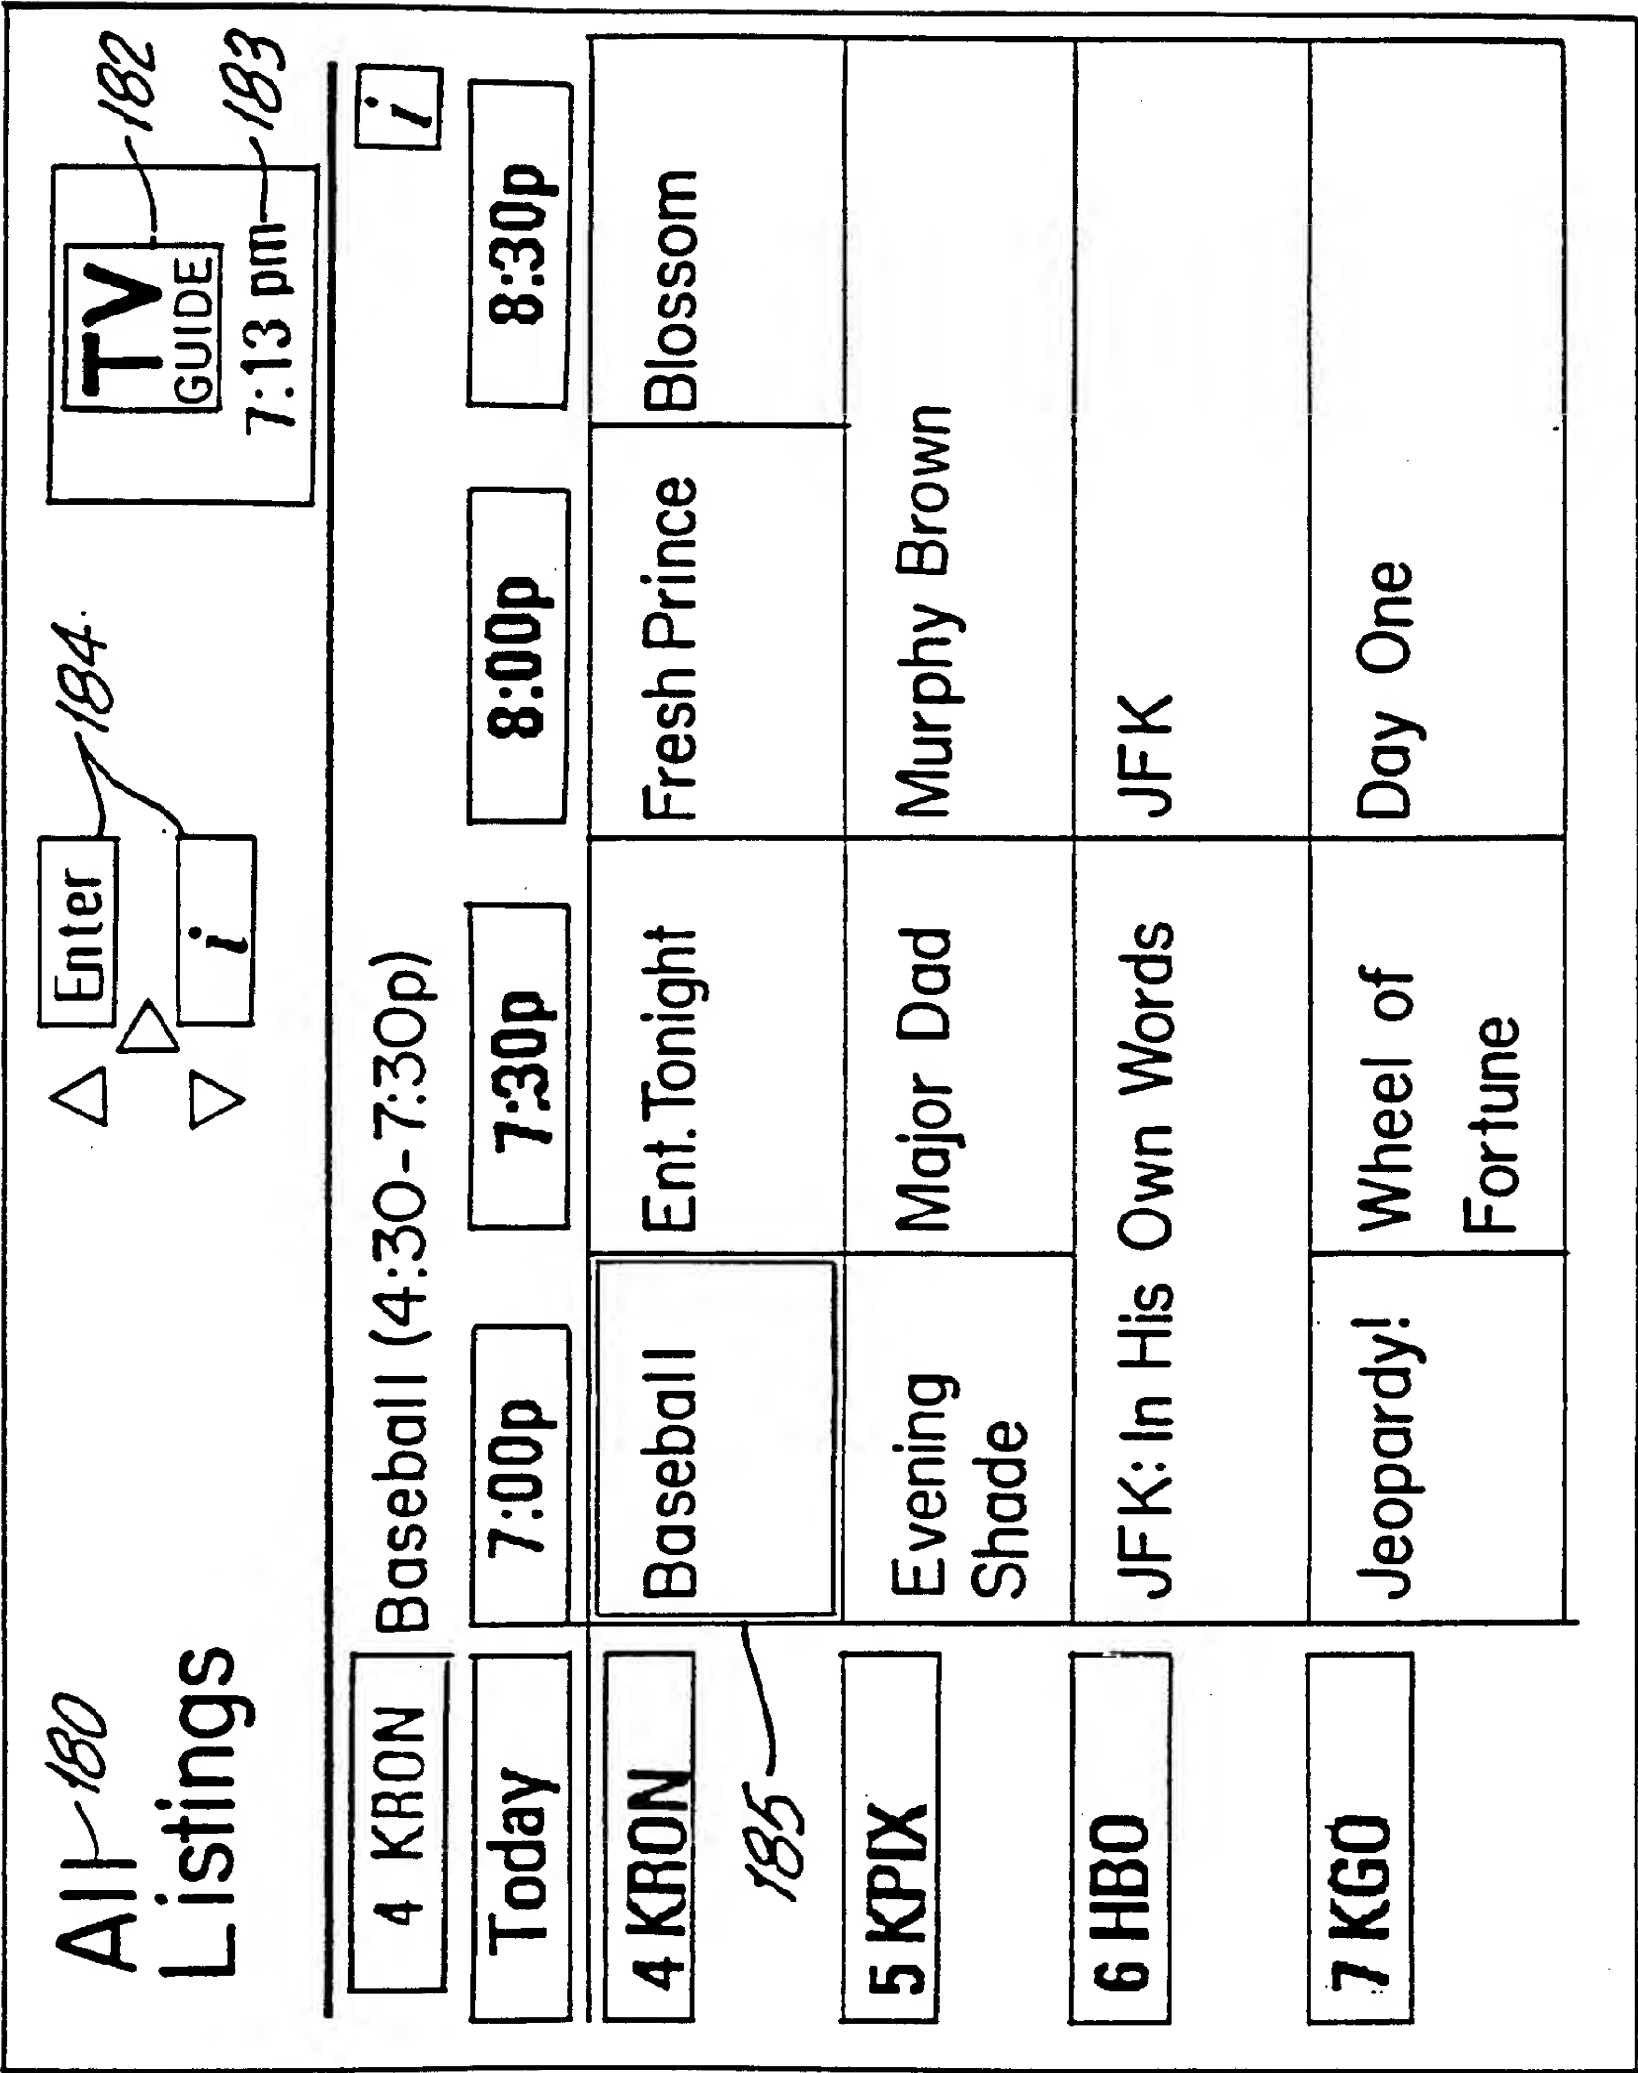 All 180
Listings
Enter
i
184
TV
GUIDE
7:13 pm
182
183
4 KRON Baseball (4:30-7:30p) i
Today 7:00p 7:30p 8:00p 8:30p
4 KRON Baseball Ent. Tonight Fresh Prince Blossom
185
5 KPIX Evening Major Dad Murphy Brown
Shade
6 HBO JFK: In His Own Words JFK
7 KGO Jeopardy! Wheel of Day One
Fortune